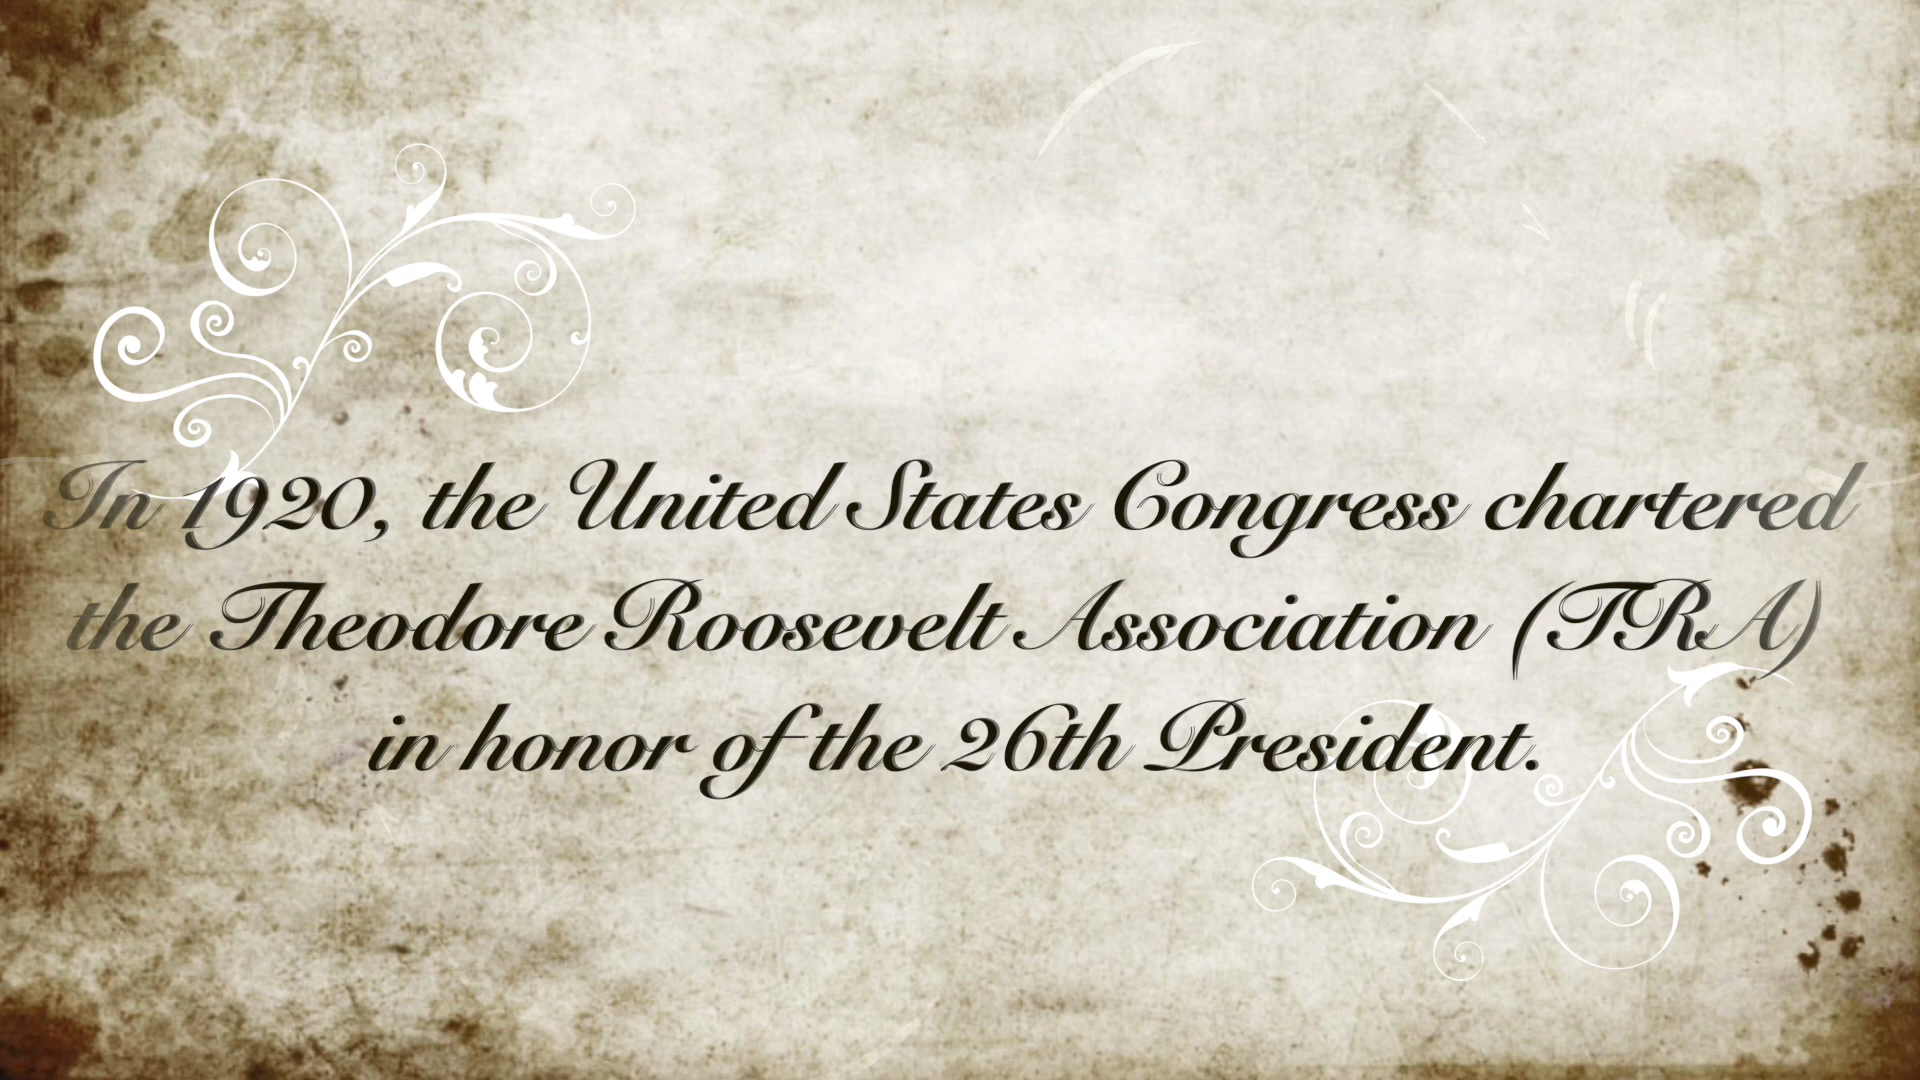 In 1920, the United States Congress chartered
the Theodore Roosevelt Association (TRA)
in honor of the 26th President.